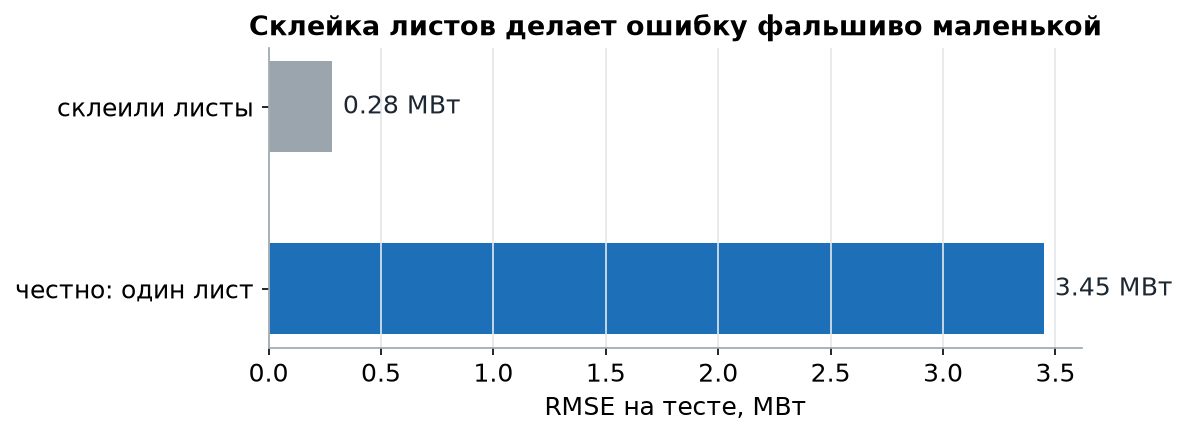 Склейка листов делает ошибку фальшиво маленькой
склеили листы
0.28 МВт
честно: один лист
3.45 МВт
0.0 0.5 1.0 1.5 2.0 2.5 3.0 3.5
RMSE на тесте, МВт